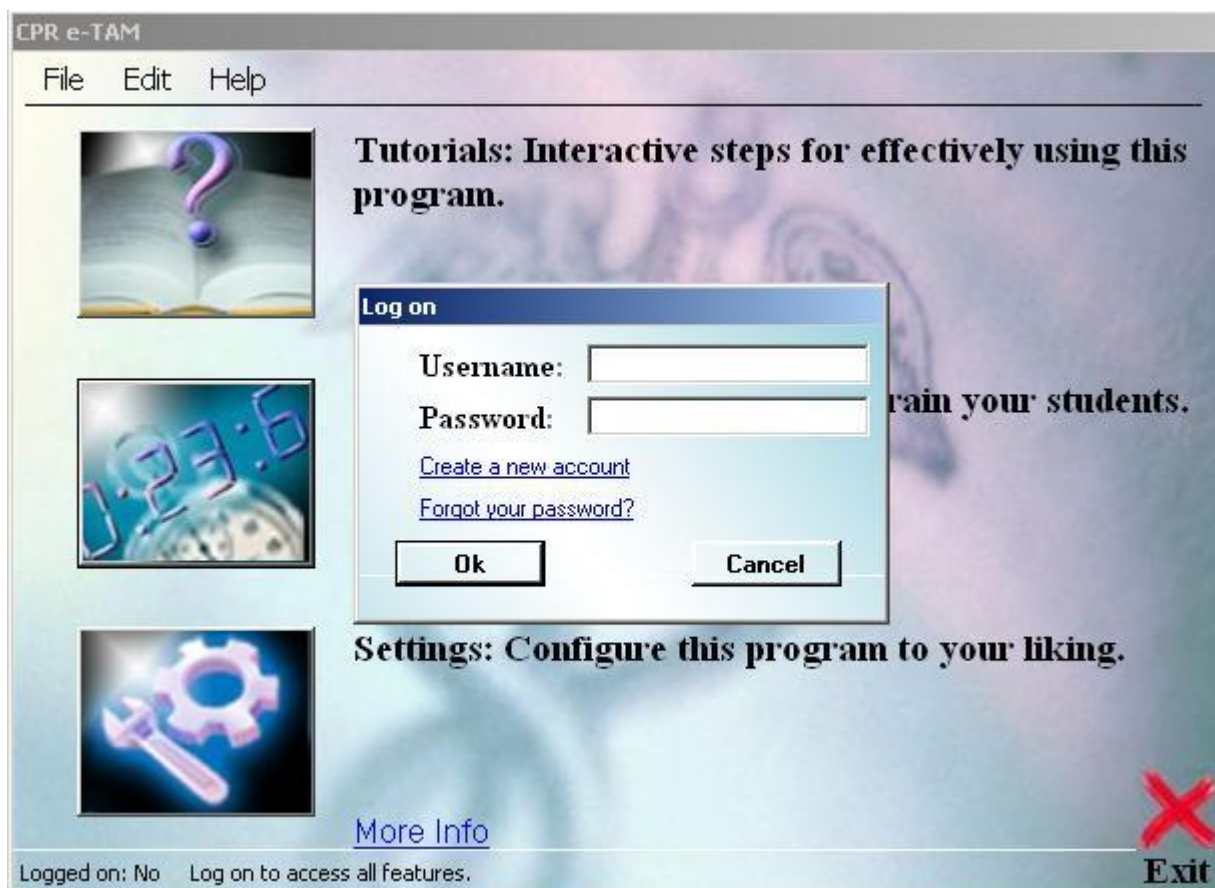 CPR e-TAM
File Edit Help
Tutorials: Interactive steps for effectively using this
program.
Log on
Username:
Password:
rain your students.
Create a new account
Forgot your password?
Ok Cancel
Settings: Configure this program to your liking.
More Info
Exit
Logged on: No Log on to access all features.